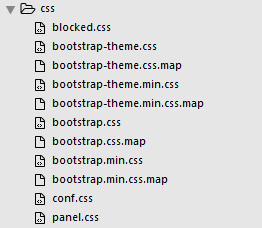 css
blocked.css
bootstrap-theme.css
bootstrap-theme.css.map
bootstrap-theme.min.css
bootstrap-theme.min.css.map
bootstrap.css
bootstrap.css.map
bootstrap.min.css
bootstrap.min.css.map
conf.css
panel.css